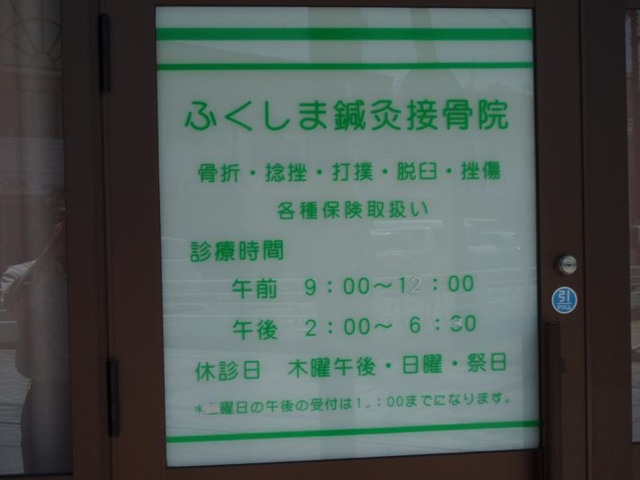 ふくしま鍼灸接骨院
骨折・捻挫・打撲・脱臼・挫傷
各種保険取扱い
診療時間
午前 9:00～12:00
午後 2:00～ 6:30
休診日 木曜午後・日曜・祭日
*曜日の午後の受付は1:00までになります。
引
PULL